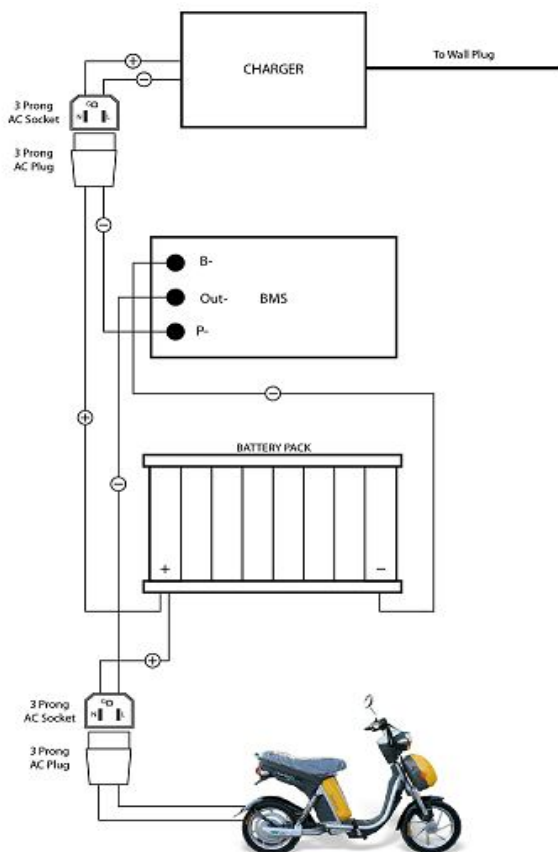 CHARGER
To Wall Plug
3 Prong
AC Socket
N
G
L
3 Prong
AC Plug
B-
Out-
BMS
P-
BATTERY PACK
+
−
3 Prong
AC Socket
N
G
L
3 Prong
AC Plug